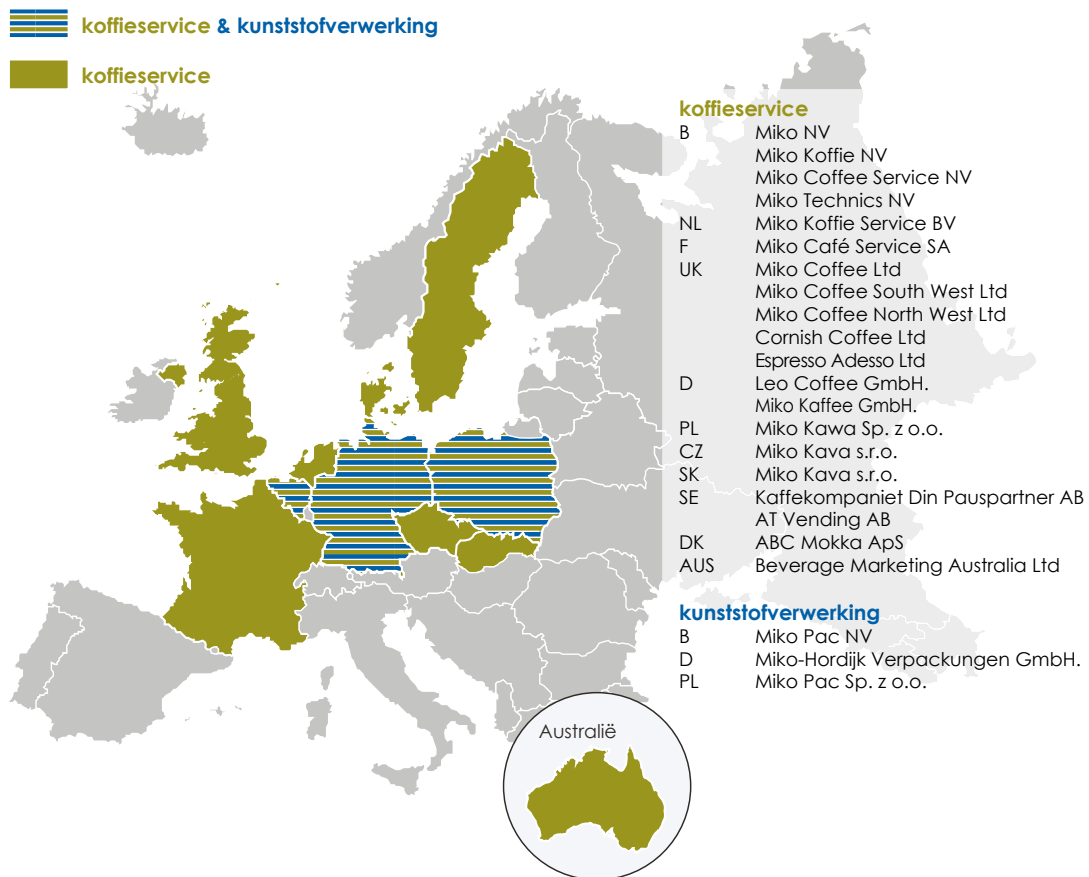 koffieservice & kunststofverwerking
koffieservice
koffieservice
B Miko NV
Miko Koffie NV
Miko Coffee Service NV
Miko Technics NV
NL Miko Koffie Service BV
F Miko Café Service SA
UK Miko Coffee Ltd
Miko Coffee South West Ltd
Miko Coffee North West Ltd
Cornish Coffee Ltd
Espresso Adesso Ltd
D Leo Coffee GmbH.
Miko Kaffee GmbH.
PL Miko Kawa Sp. z o.o.
CZ Miko Kava s.r.o.
SK Miko Kava s.r.o.
SE Kaffekompaniet Din Pauspartner AB
AT Vending AB
DK ABC Mokka ApS
AUS Beverage Marketing Australia Ltd
kunststofverwerking
B Miko Pac NV
D Miko-Hordijk Verpackungen GmbH.
PL Miko Pac Sp. z o.o.
Australië